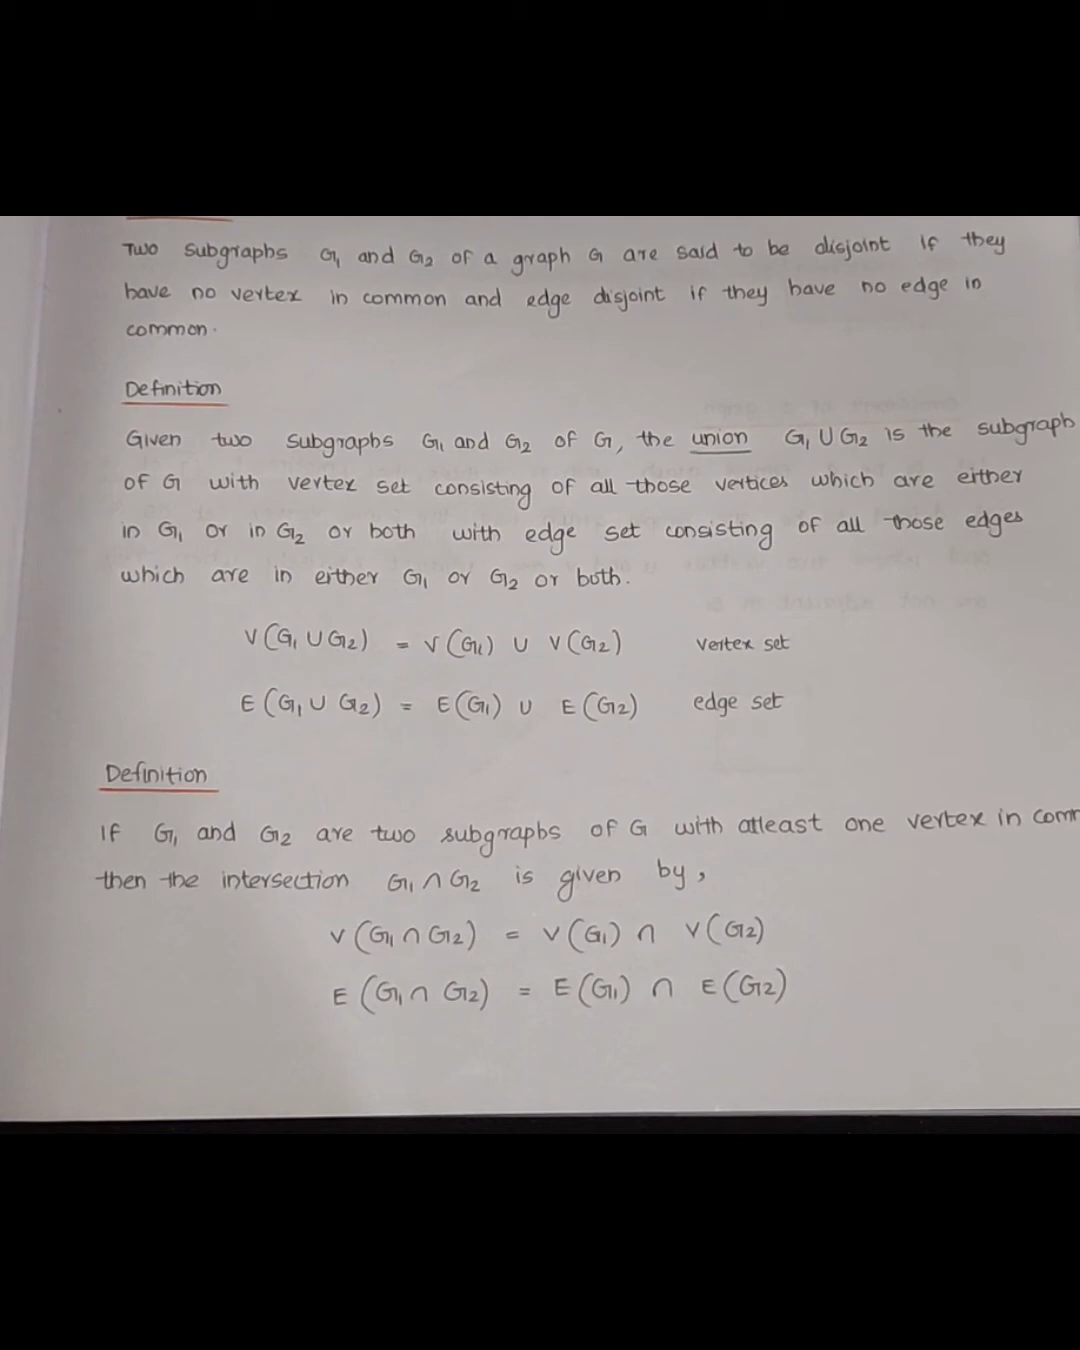 Two subgraphs G₁ and G₂ of a graph G are said to be disjoint if they
have no vertex in common and edge disjoint if they have no edge in
common.
Definition
Given two subgraphs G₁ and G₂ of G, the union G₁ ∪ G₂ is the subgraph
of G with vertex set consisting of all those vertices which are either
in G₁ or in G₂ or both with edge set consisting of all those edges
which are in either G₁ or G₂ or both.
V(G₁ ∪ G₂) = V(G₁) ∪ V(G₂) vertex set
E(G₁ ∪ G₂) = E(G₁) ∪ E(G₂) edge set
Definition
If G₁ and G₂ are two subgraphs of G with atleast one vertex in
then the intersection G₁ ∩ G₂ is given by,
V(G₁ ∩ G₂) = V(G₁) ∩ V(G₂)
E(G₁ ∩ G₂) = E(G₁) ∩ E(G₂)